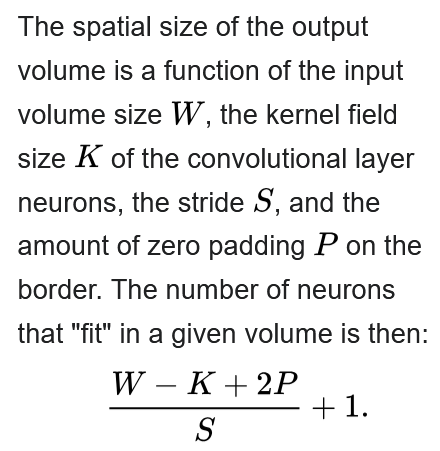 The spatial size of the output
volume is a function of the input
volume size W, the kernel field
size K of the convolutional layer
neurons, the stride S, and the
amount of zero padding P on the
border. The number of neurons
that "fit" in a given volume is then:
\frac{W - K + 2P}{S} + 1.